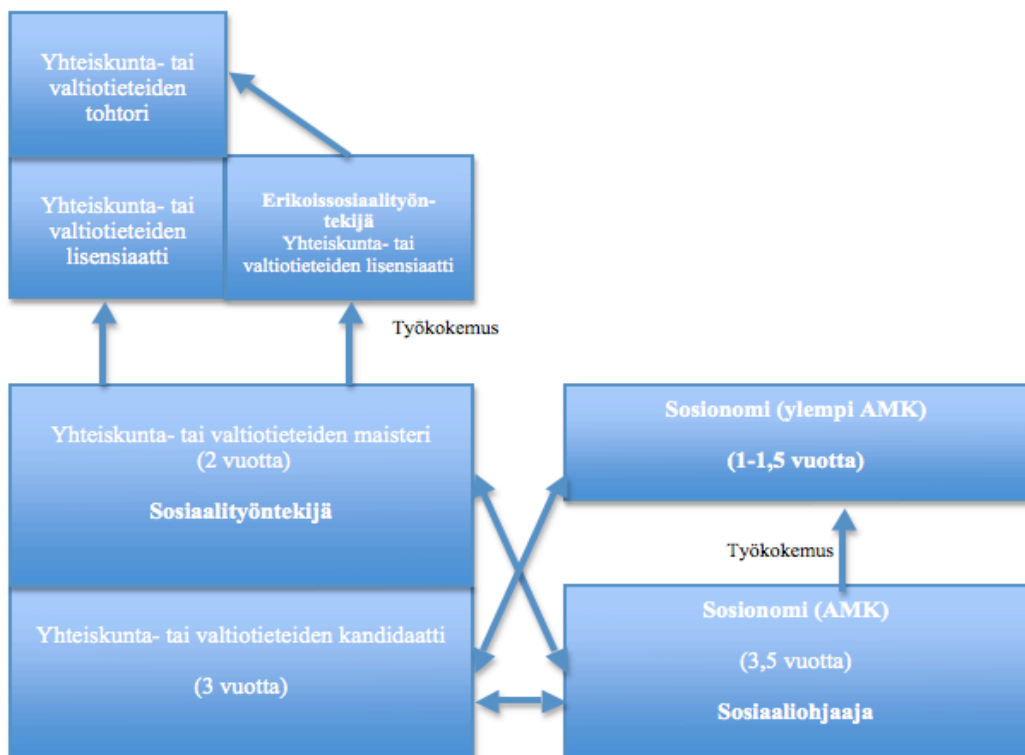 Yhteiskunta- tai
valtiotieteiden
tohtori
Yhteiskunta- tai
valtiotieteiden
lisensiaatti
Erikoissosiaalityön-
tekijä
Yhteiskunta- tai
valtiotieteiden lisensiaatti
Työkokemus
Yhteiskunta- tai valtiotieteiden maisteri
(2 vuotta)
Sosiaalityöntekijä
Sosionomi (ylempi AMK)
(1-1,5 vuotta)
Työkokemus
Yhteiskunta- tai valtiotieteiden kandidaatti
(3 vuotta)
Sosionomi (AMK)
(3,5 vuotta)
Sosiaaliohjaaja